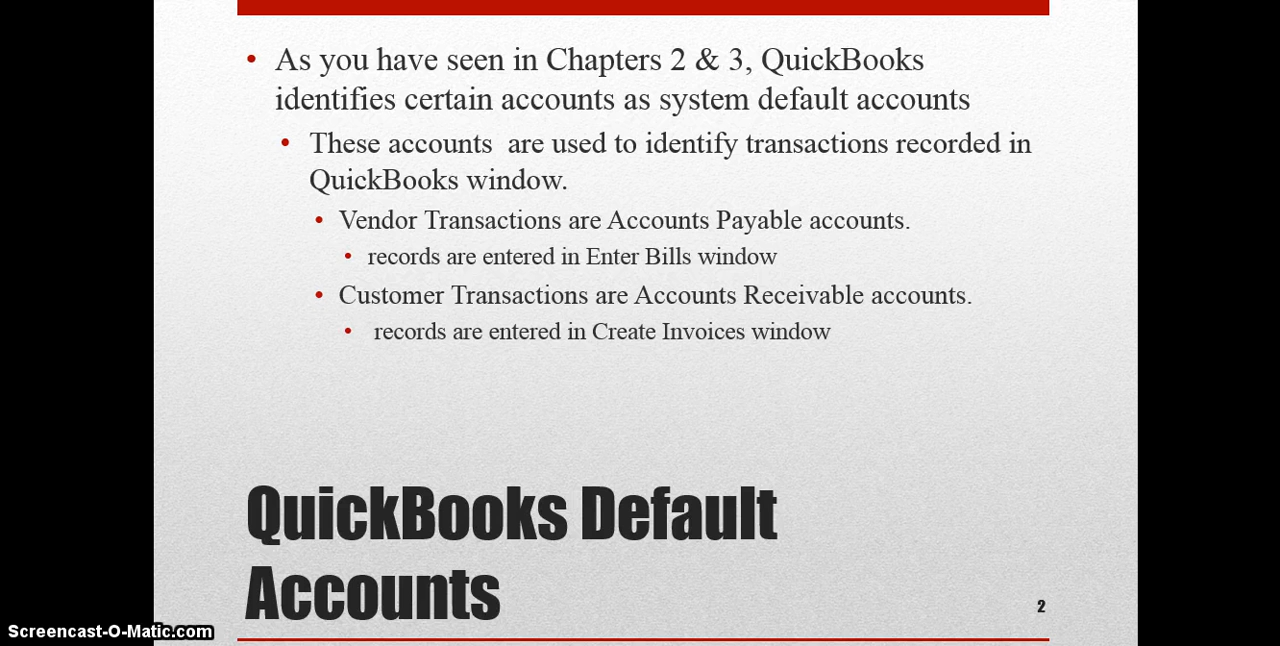 • As you have seen in Chapters 2 & 3, QuickBooks
identifies certain accounts as system default accounts
• These accounts  are used to identify transactions recorded in
QuickBooks window.
• Vendor Transactions are Accounts Payable accounts.
• records are entered in Enter Bills window
• Customer Transactions are Accounts Receivable accounts.
• records are entered in Create Invoices window
QuickBooks Default
Accounts
2
Screencast-O-Matic.com